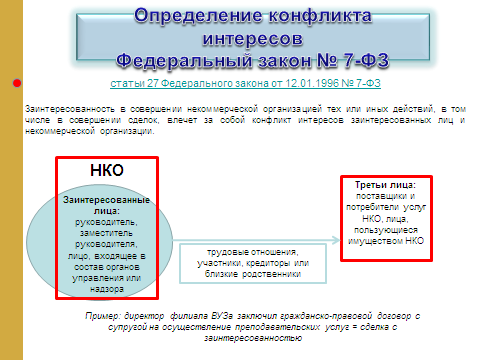 Определение конфликта
интересов
Федеральный закон № 7-ФЗ
статьи 27 Федерального закона от 12.01.1996 № 7-ФЗ
Заинтересованность в совершении некоммерческой организацией тех или иных действий, в том
числе в совершении сделок, влечет за собой конфликт интересов заинтересованных лиц и
некоммерческой организации.
НКО
Заинтересованные
лица:
руководитель,
заместитель
руководителя,
лицо, входящее в
состав органов
управления или
надзора
трудовые отношения,
участники, кредиторы или
близкие родственники
Третьи лица:
поставщики и
потребители услуг
НКО, лица,
пользующиеся
имуществом НКО
Пример: директор филиала ВУЗа заключил гражданско-правовой договор с
супругой на осуществление преподавательских услуг = сделка с
заинтересованностью